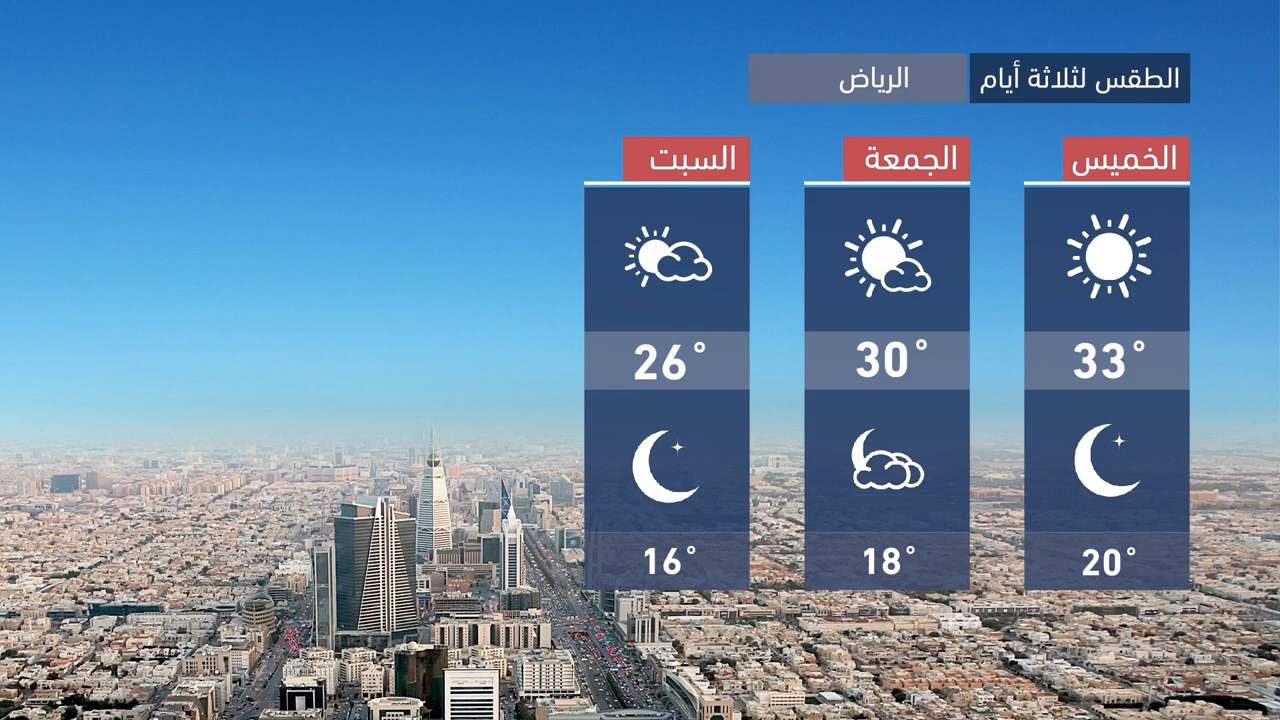 الطقس لثلاثة أيام
الرياض
الخميس
الجمعة
السبت
33° 30° 26°
20° 18° 16°